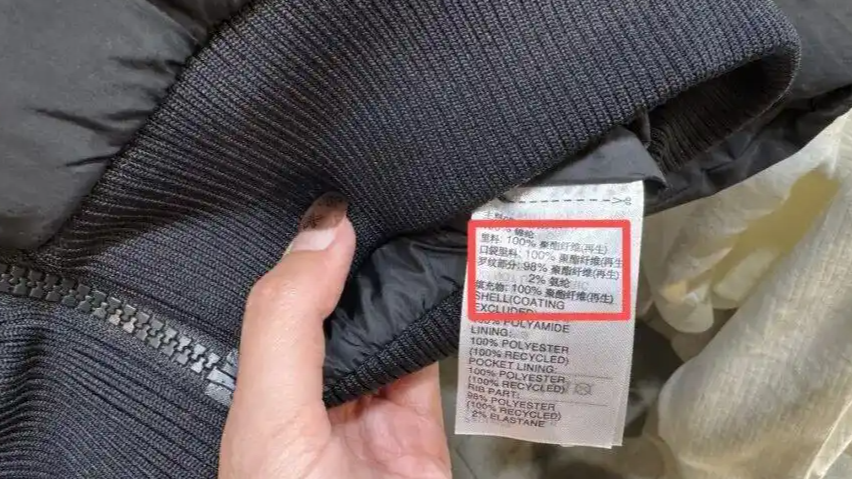 锦纶
里料: 100% 聚酯纤维(再生)
口袋里料: 100% 聚酯纤维(再生
罗纹部分: 98% 聚酯纤维(再生)
2% 氨纶
填充物: 100% 聚酯纤维(再生)
SHELL(COATING
EXCLUDED)
POLYAMIDE
LINING:
100% POLYESTER
(100% RECYCLED)
POCKET LINING:
100% POLYESTER
(100% RECYCLED)
RIB PART:
98% POLYESTER
(100% RECYCLED)
2% ELASTANE